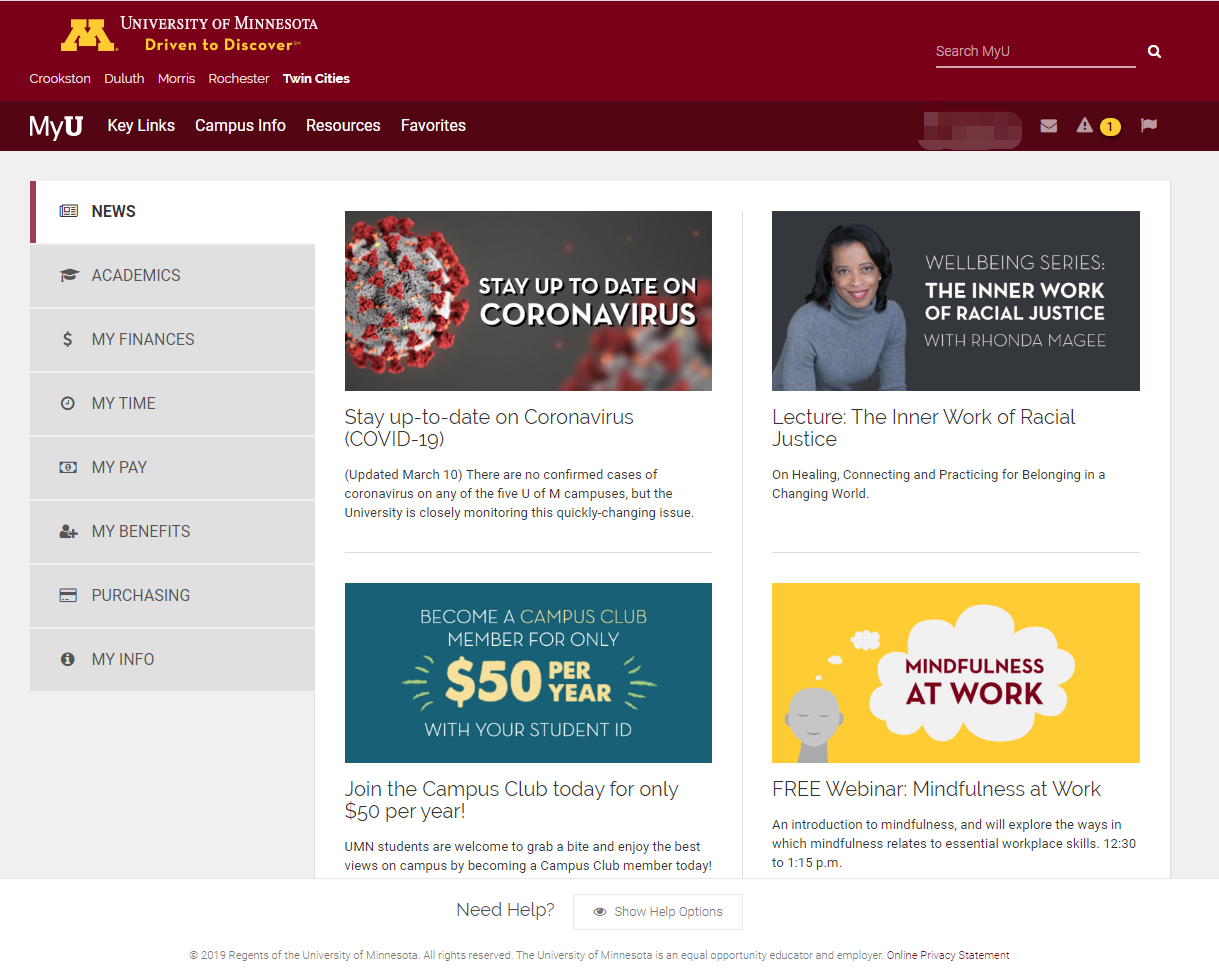 UNIVERSITY OF MINNESOTA
Driven to Discover℠
Crookston Duluth Morris Rochester Twin Cities
Search MyU
MyU Key Links Campus Info Resources Favorites 1
NEWS
ACADEMICS
MY FINANCES
MY TIME
MY PAY
MY BENEFITS
PURCHASING
MY INFO
STAY UP TO DATE ON
CORONAVIRUS
Stay up-to-date on Coronavirus
(COVID-19)
(Updated March 10) There are no confirmed cases of
coronavirus on any of the five U of M campuses, but the
University is closely monitoring this quickly-changing issue.
WELLBEING SERIES:
THE INNER WORK
OF RACIAL JUSTICE
WITH RHONDA MAGEE
Lecture: The Inner Work of Racial
Justice
On Healing, Connecting and Practicing for Belonging in a
Changing World.
BECOME A CAMPUS CLUB
MEMBER FOR ONLY
$50 PER
YEAR
WITH YOUR STUDENT ID
Join the Campus Club today for only
$50 per year!
UMN students are welcome to grab a bite and enjoy the best
views on campus by becoming a Campus Club member today!
MINDFULNESS
AT WORK
FREE Webinar: Mindfulness at Work
An introduction to mindfulness, and will explore the ways in
which mindfulness relates to essential workplace skills. 12:30
to 1:15 p.m.
Need Help? Show Help Options
© 2019 Regents of the University of Minnesota. All rights reserved. The University of Minnesota is an equal opportunity educator and employer. Online Privacy Statement